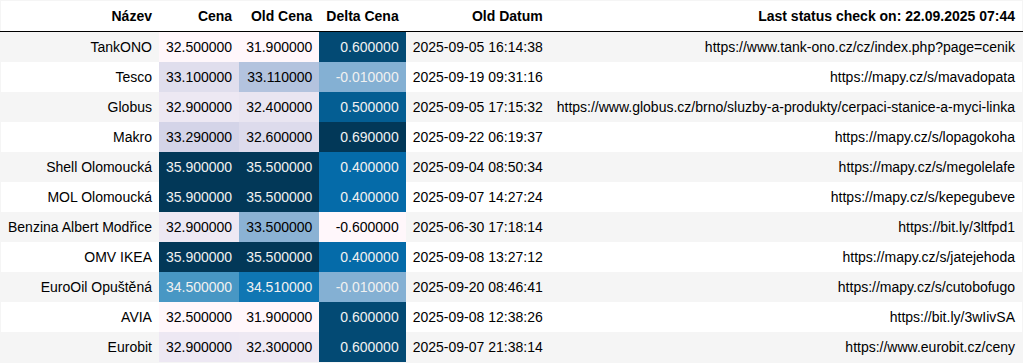 Název Cena Old Cena Delta Cena Old Datum Last status check on: 22.09.2025 07:44
TankONO 32.500000 31.900000 0.600000 2025-09-05 16:14:38 https://www.tank-ono.cz/cz/index.php?page=cenik
Tesco 33.100000 33.110000 -0.010000 2025-09-19 09:31:16 https://mapy.cz/s/mavadopata
Globus 32.900000 32.400000 0.500000 2025-09-05 17:15:32 https://www.globus.cz/brno/sluzby-a-produkty/cerpaci-stanice-a-myci-linka
Makro 33.290000 32.600000 0.690000 2025-09-22 06:19:37 https://mapy.cz/s/lopagokoha
Shell Olomoucká 35.900000 35.500000 0.400000 2025-09-04 08:50:34 https://mapy.cz/s/megolelafe
MOL Olomoucká 35.900000 35.500000 0.400000 2025-09-07 14:27:24 https://mapy.cz/s/kepegubeve
Benzina Albert Modřice 32.900000 33.500000 -0.600000 2025-06-30 17:18:14 https://bit.ly/3ltfpd1
OMV IKEA 35.900000 35.500000 0.400000 2025-09-08 13:27:12 https://mapy.cz/s/jatejehoda
EuroOil Opuštěná 34.500000 34.510000 -0.010000 2025-09-20 08:46:41 https://mapy.cz/s/cutobofugo
AVIA 32.500000 31.900000 0.600000 2025-09-08 12:38:26 https://bit.ly/3wIivSA
Eurobit 32.900000 32.300000 0.600000 2025-09-07 21:38:14 https://www.eurobit.cz/ceny